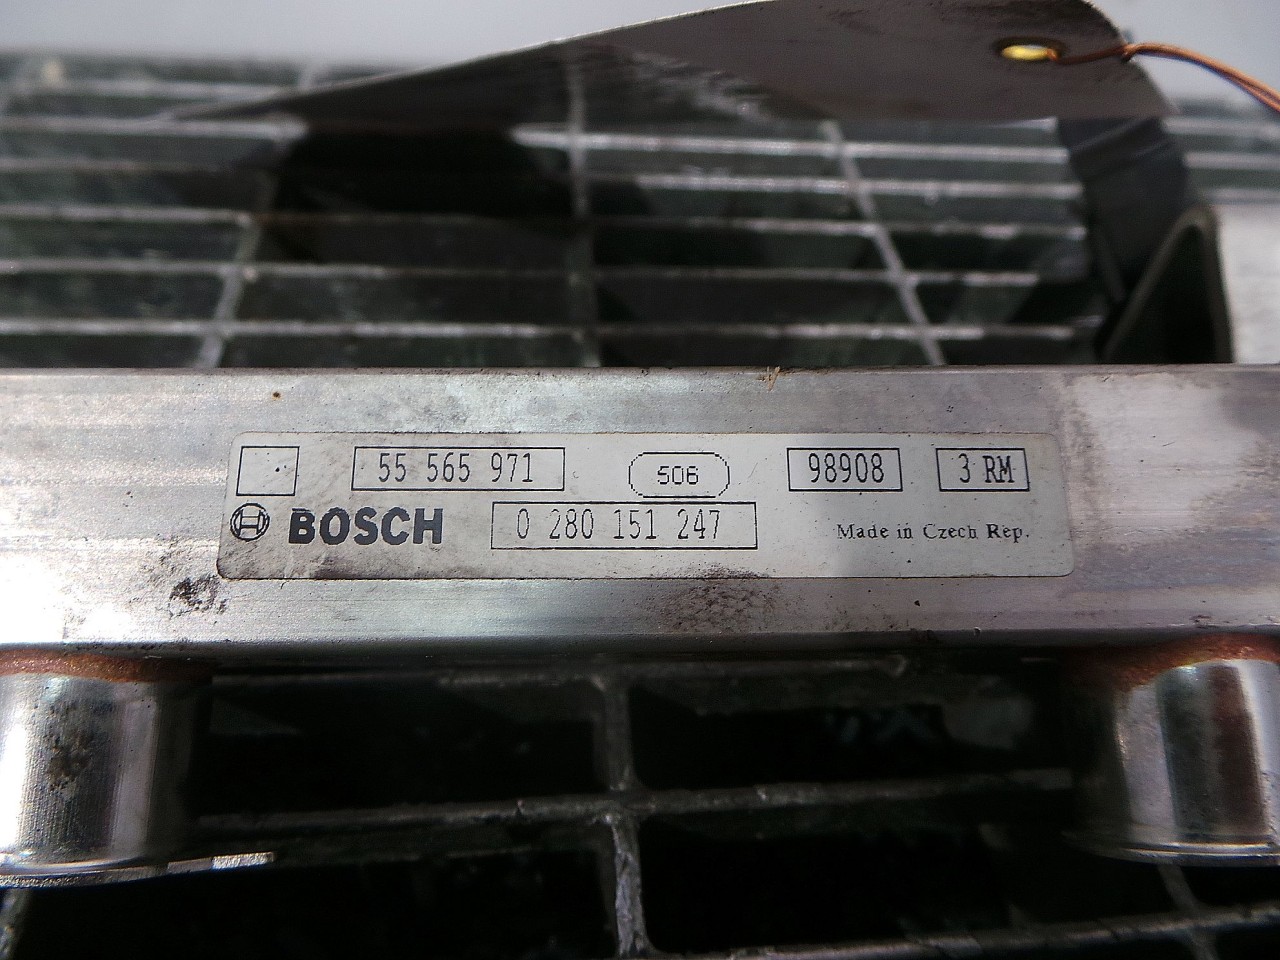 55 565 971 506 98908 3 RM
BOSCH 0 280 151 247 Made in Czech Rep.